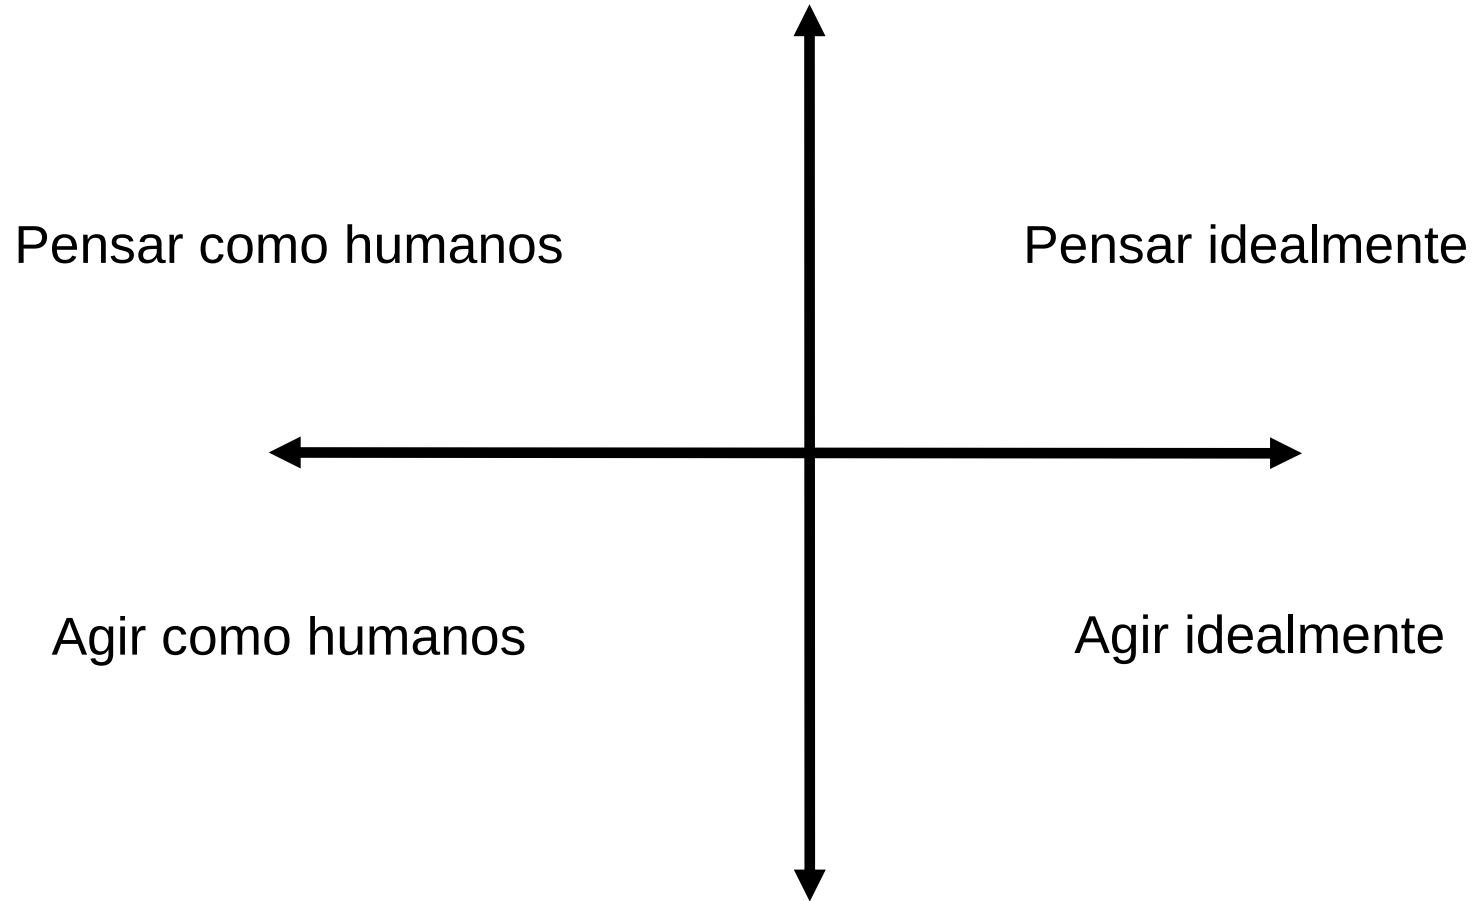 Pensar como humanos
Pensar idealmente
Agir como humanos
Agir idealmente